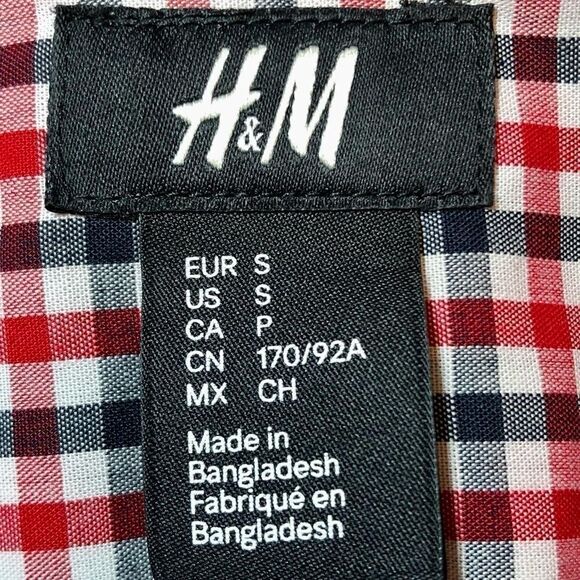 H&M
EUR S
US S
CA P
CN 170/92A
MX CH
Made in
Bangladesh
Fabriqué en
Bangladesh